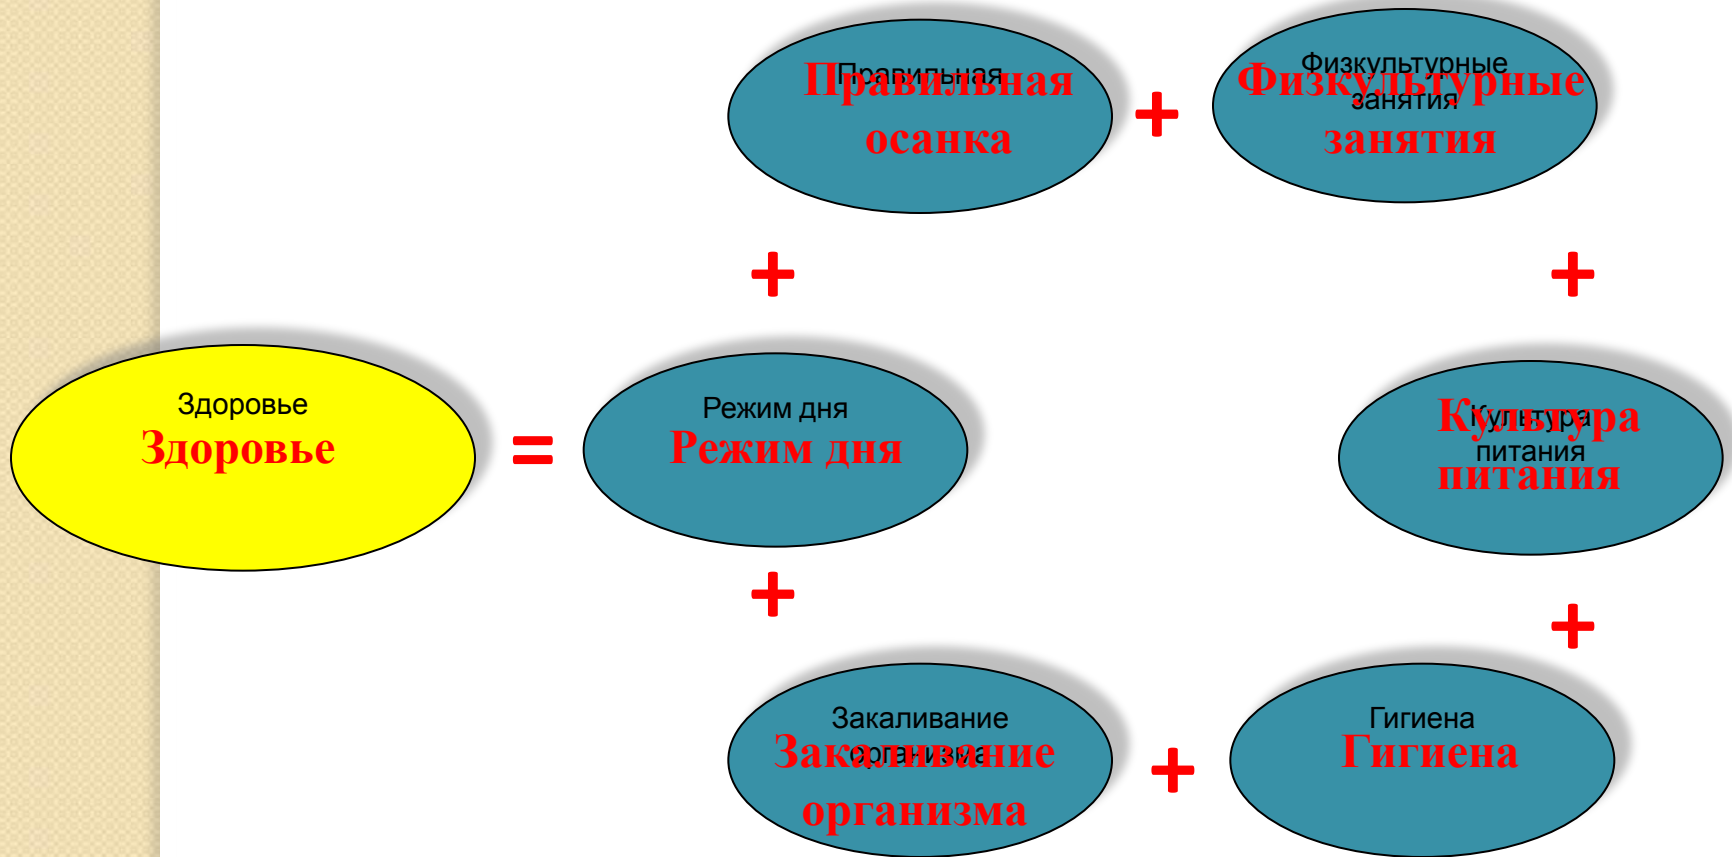 Правильная
Правильная
осанка
+
Физкультурные
занятия
Физкультурные
занятия
+
+
Здоровье
Здоровье
=
Режим дня
Режим дня
Культура
питания
Культура
питания
+
+
Закаливание
организма
Закаливание
организма
+
Гигиена
Гигиена